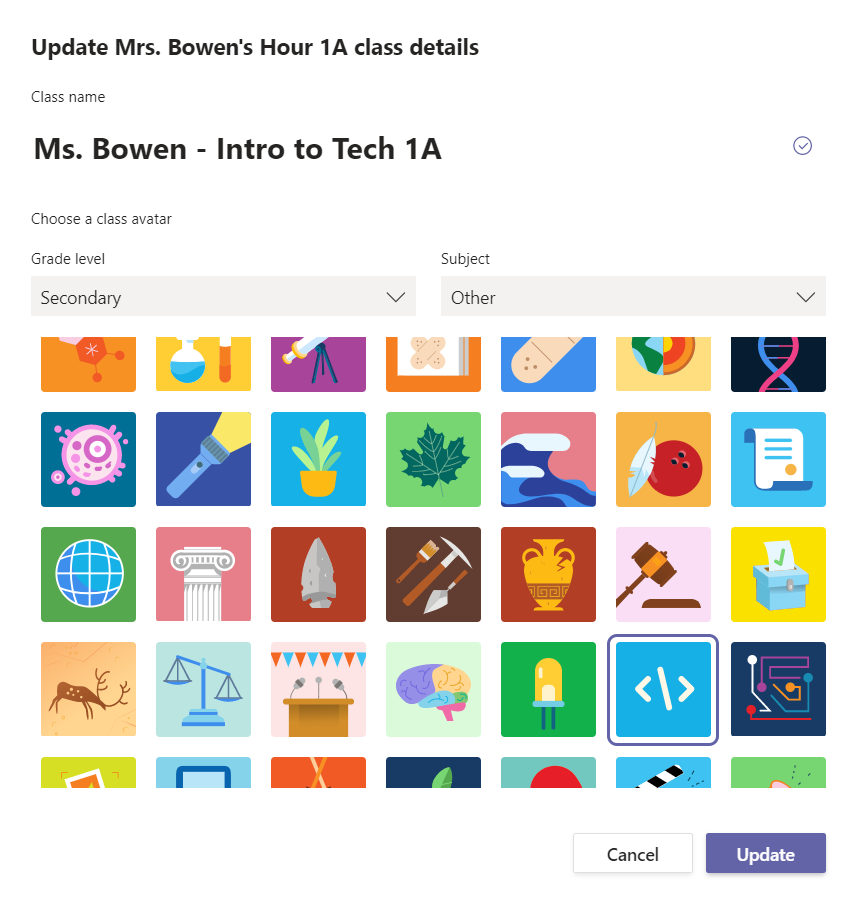 Update Mrs. Bowen's Hour 1A class details
Class name
Ms. Bowen - Intro to Tech 1A
Choose a class avatar
Grade level
Subject
Secondary
Other
</>
Cancel
Update